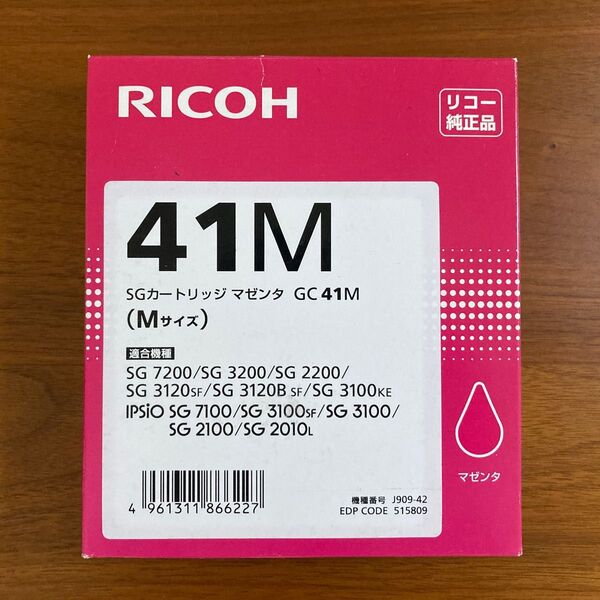 RICOH
リコー
純正品
41M
SGカートリッジ マゼンタ GC 41M
(Mサイズ)
適合機種
SG 7200/SG 3200/SG 2200/
SG 3120SF/SG 3120B SF/SG 3100KE
IPSiO SG 7100/SG 3100SF/SG 3100/
SG 2100/SG 2010L
マゼンタ
4 961311 866227
機種番号 J909-42
EDP CODE 515809